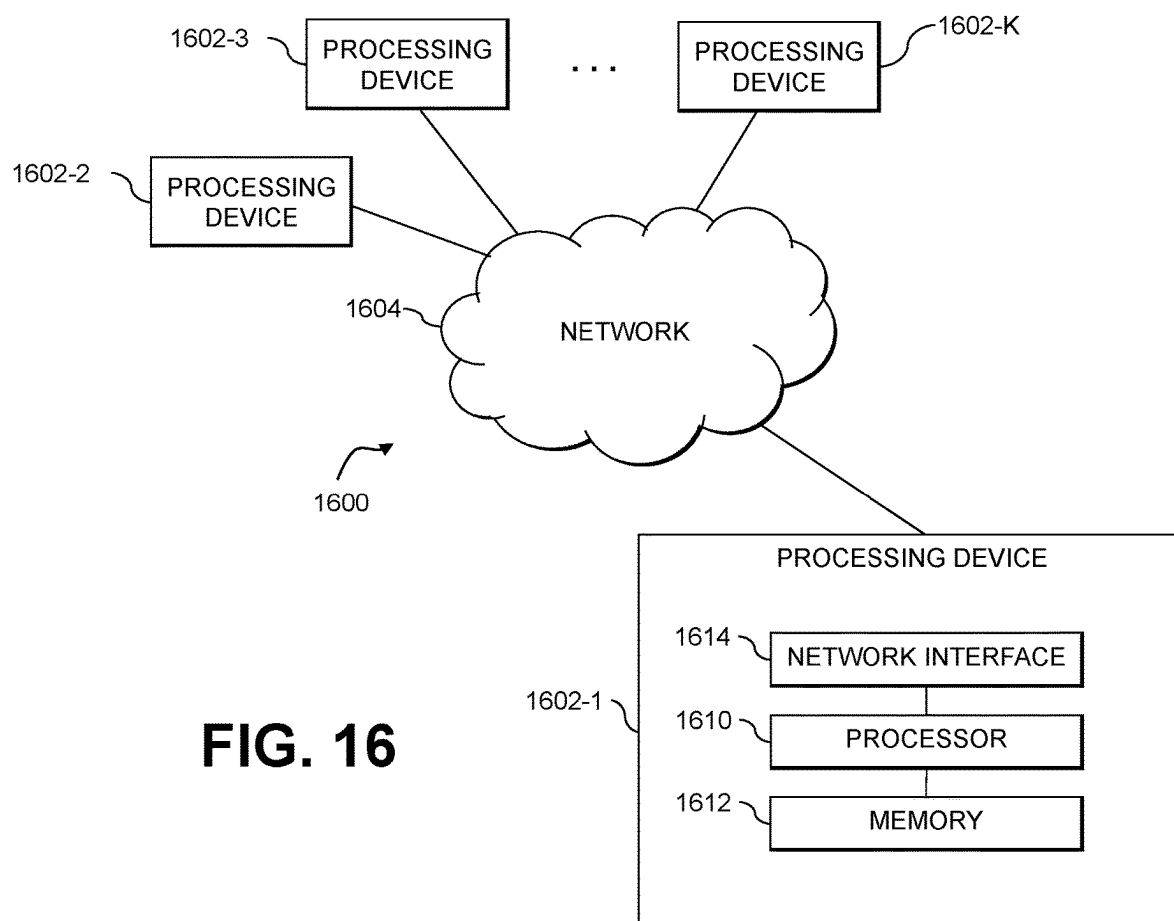 1602-3
PROCESSING
DEVICE
. . .
PROCESSING
DEVICE
1602-K
1602-2
PROCESSING
DEVICE
1604
NETWORK
1600
PROCESSING DEVICE
1614
NETWORK INTERFACE
1602-1
1610
PROCESSOR
1612
MEMORY
FIG. 16